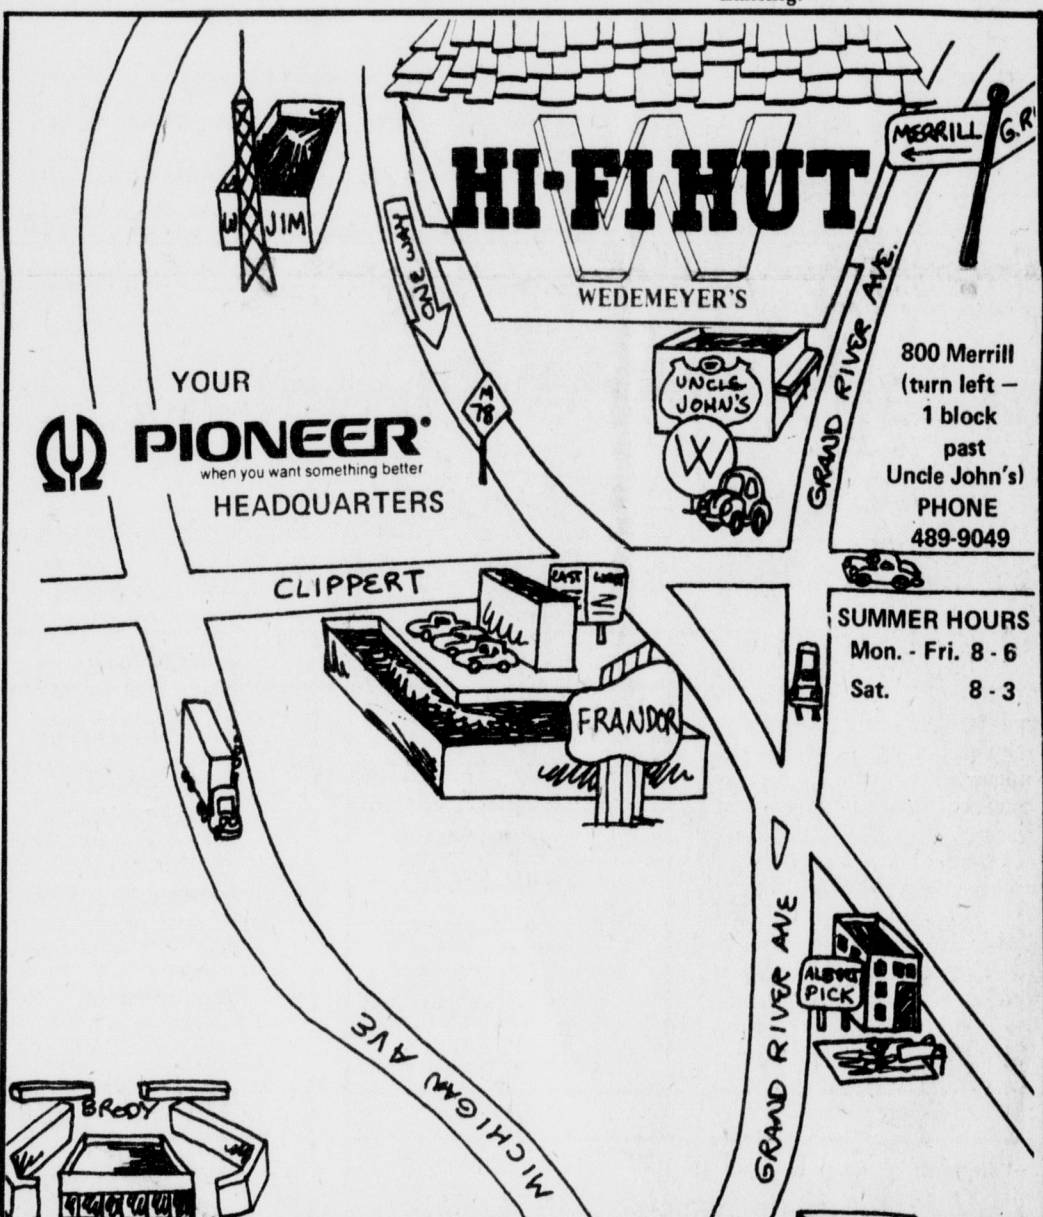 MERRILL
HI-FI HUT
WEDEMEYER'S
W JIM
ONE WAY
M
78
UNCLE
JOHN'S
W
GRAND RIVER AVE.
800 Merrill
(turn left –
1 block
past
Uncle John's)
PHONE
489-9049
YOUR
PIONEER
when you want something better
HEADQUARTERS
CLIPPERT
EAST
IN
SUMMER HOURS
Mon. - Fri. 8 - 6
Sat. 8 - 3
FRANDOR
GRAND RIVER AVE
ALBERT
PICK
MICHIGAN AVE
BRODY